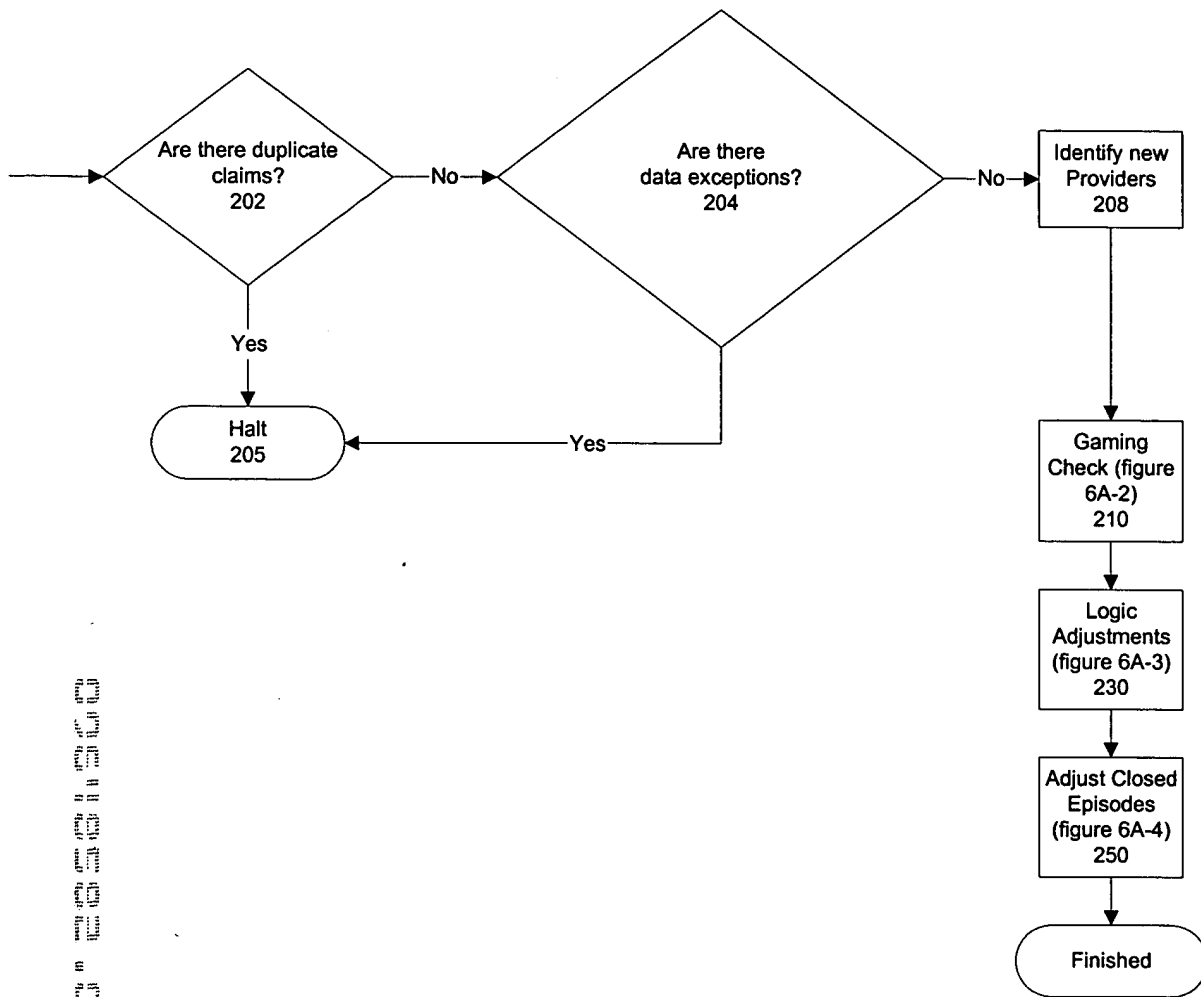 Are there duplicate
claims?
202
No
Are there
data exceptions?
204
No
Identify new
Providers
208
Yes
Halt
205
Yes
Gaming
Check (figure
6A-2)
210
Logic
Adjustments
(figure 6A-3)
230
Adjust Closed
Episodes
(figure 6A-4)
250
Finished